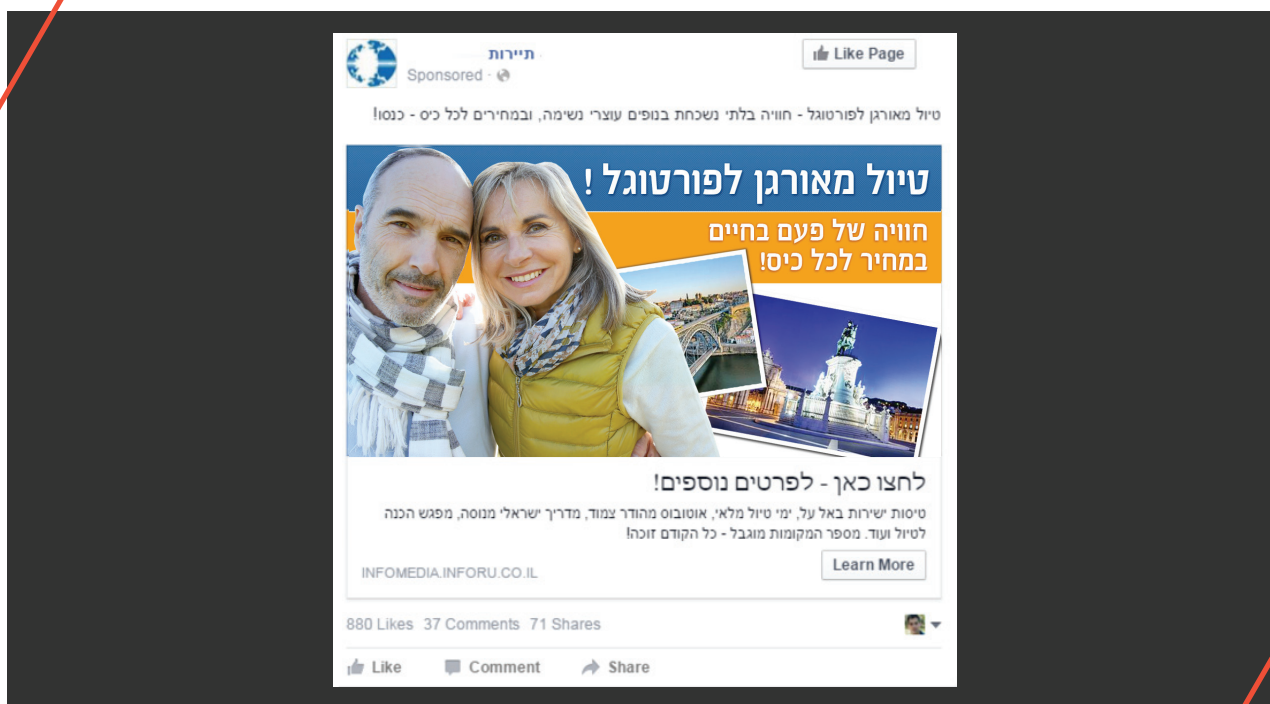 תיירות
Like Page
Sponsored ·
טיול מאורגן לפורטוגל - חוויה בלתי נשכחת בנופים עוצרי נשימה, ובמחירים לכל כיס - כנסו!
טיול מאורגן לפורטוגל !
חוויה של פעם בחיים
במחיר לכל כיס!
לחצו כאן - לפרטים נוספים!
טיסות ישירות באל על, ימי טיול מלאי, אוטובוס מהודר צמוד, מדריך ישראלי מנוסה, מפגש הכנה
לטיול ועוד. מספר המקומות מוגבל - כל הקודם זוכה!
Learn More
INFOMEDIA.INFORU.CO.IL
880 Likes 37 Comments 71 Shares
Like Comment Share